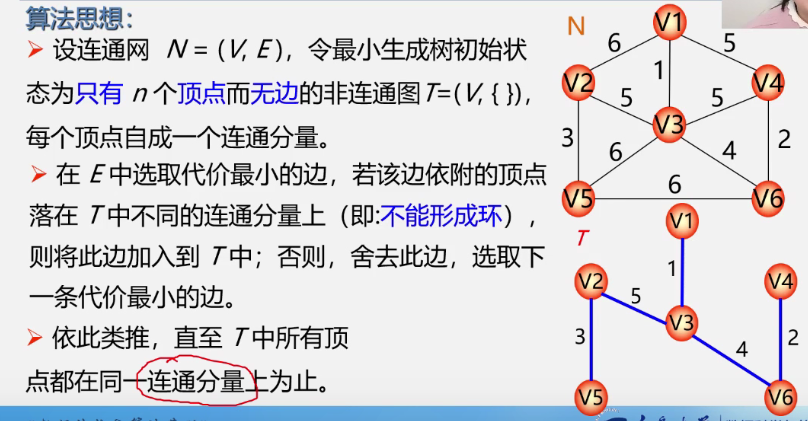 算法思想：
➢ 设连通网 N = (V, E )，令最小生成树初始状
态为只有 n 个顶点而无边的非连通图T=(V, { })，
每个顶点自成一个连通分量。
➢ 在 E 中选取代价最小的边，若该边依附的顶点
落在 T 中不同的连通分量上（即:不能形成环），
则将此边加入到 T 中；否则，舍去此边，选取下
一条代价最小的边。
➢ 依此类推，直至 T 中所有顶
点都在同一连通分量上为止。
N
V1
6
5
1
V2
V4
5
5
V3
3
2
6
4
V5
6
V6
T
V1
1
V2
V4
5
V3
3
2
4
V5
V6